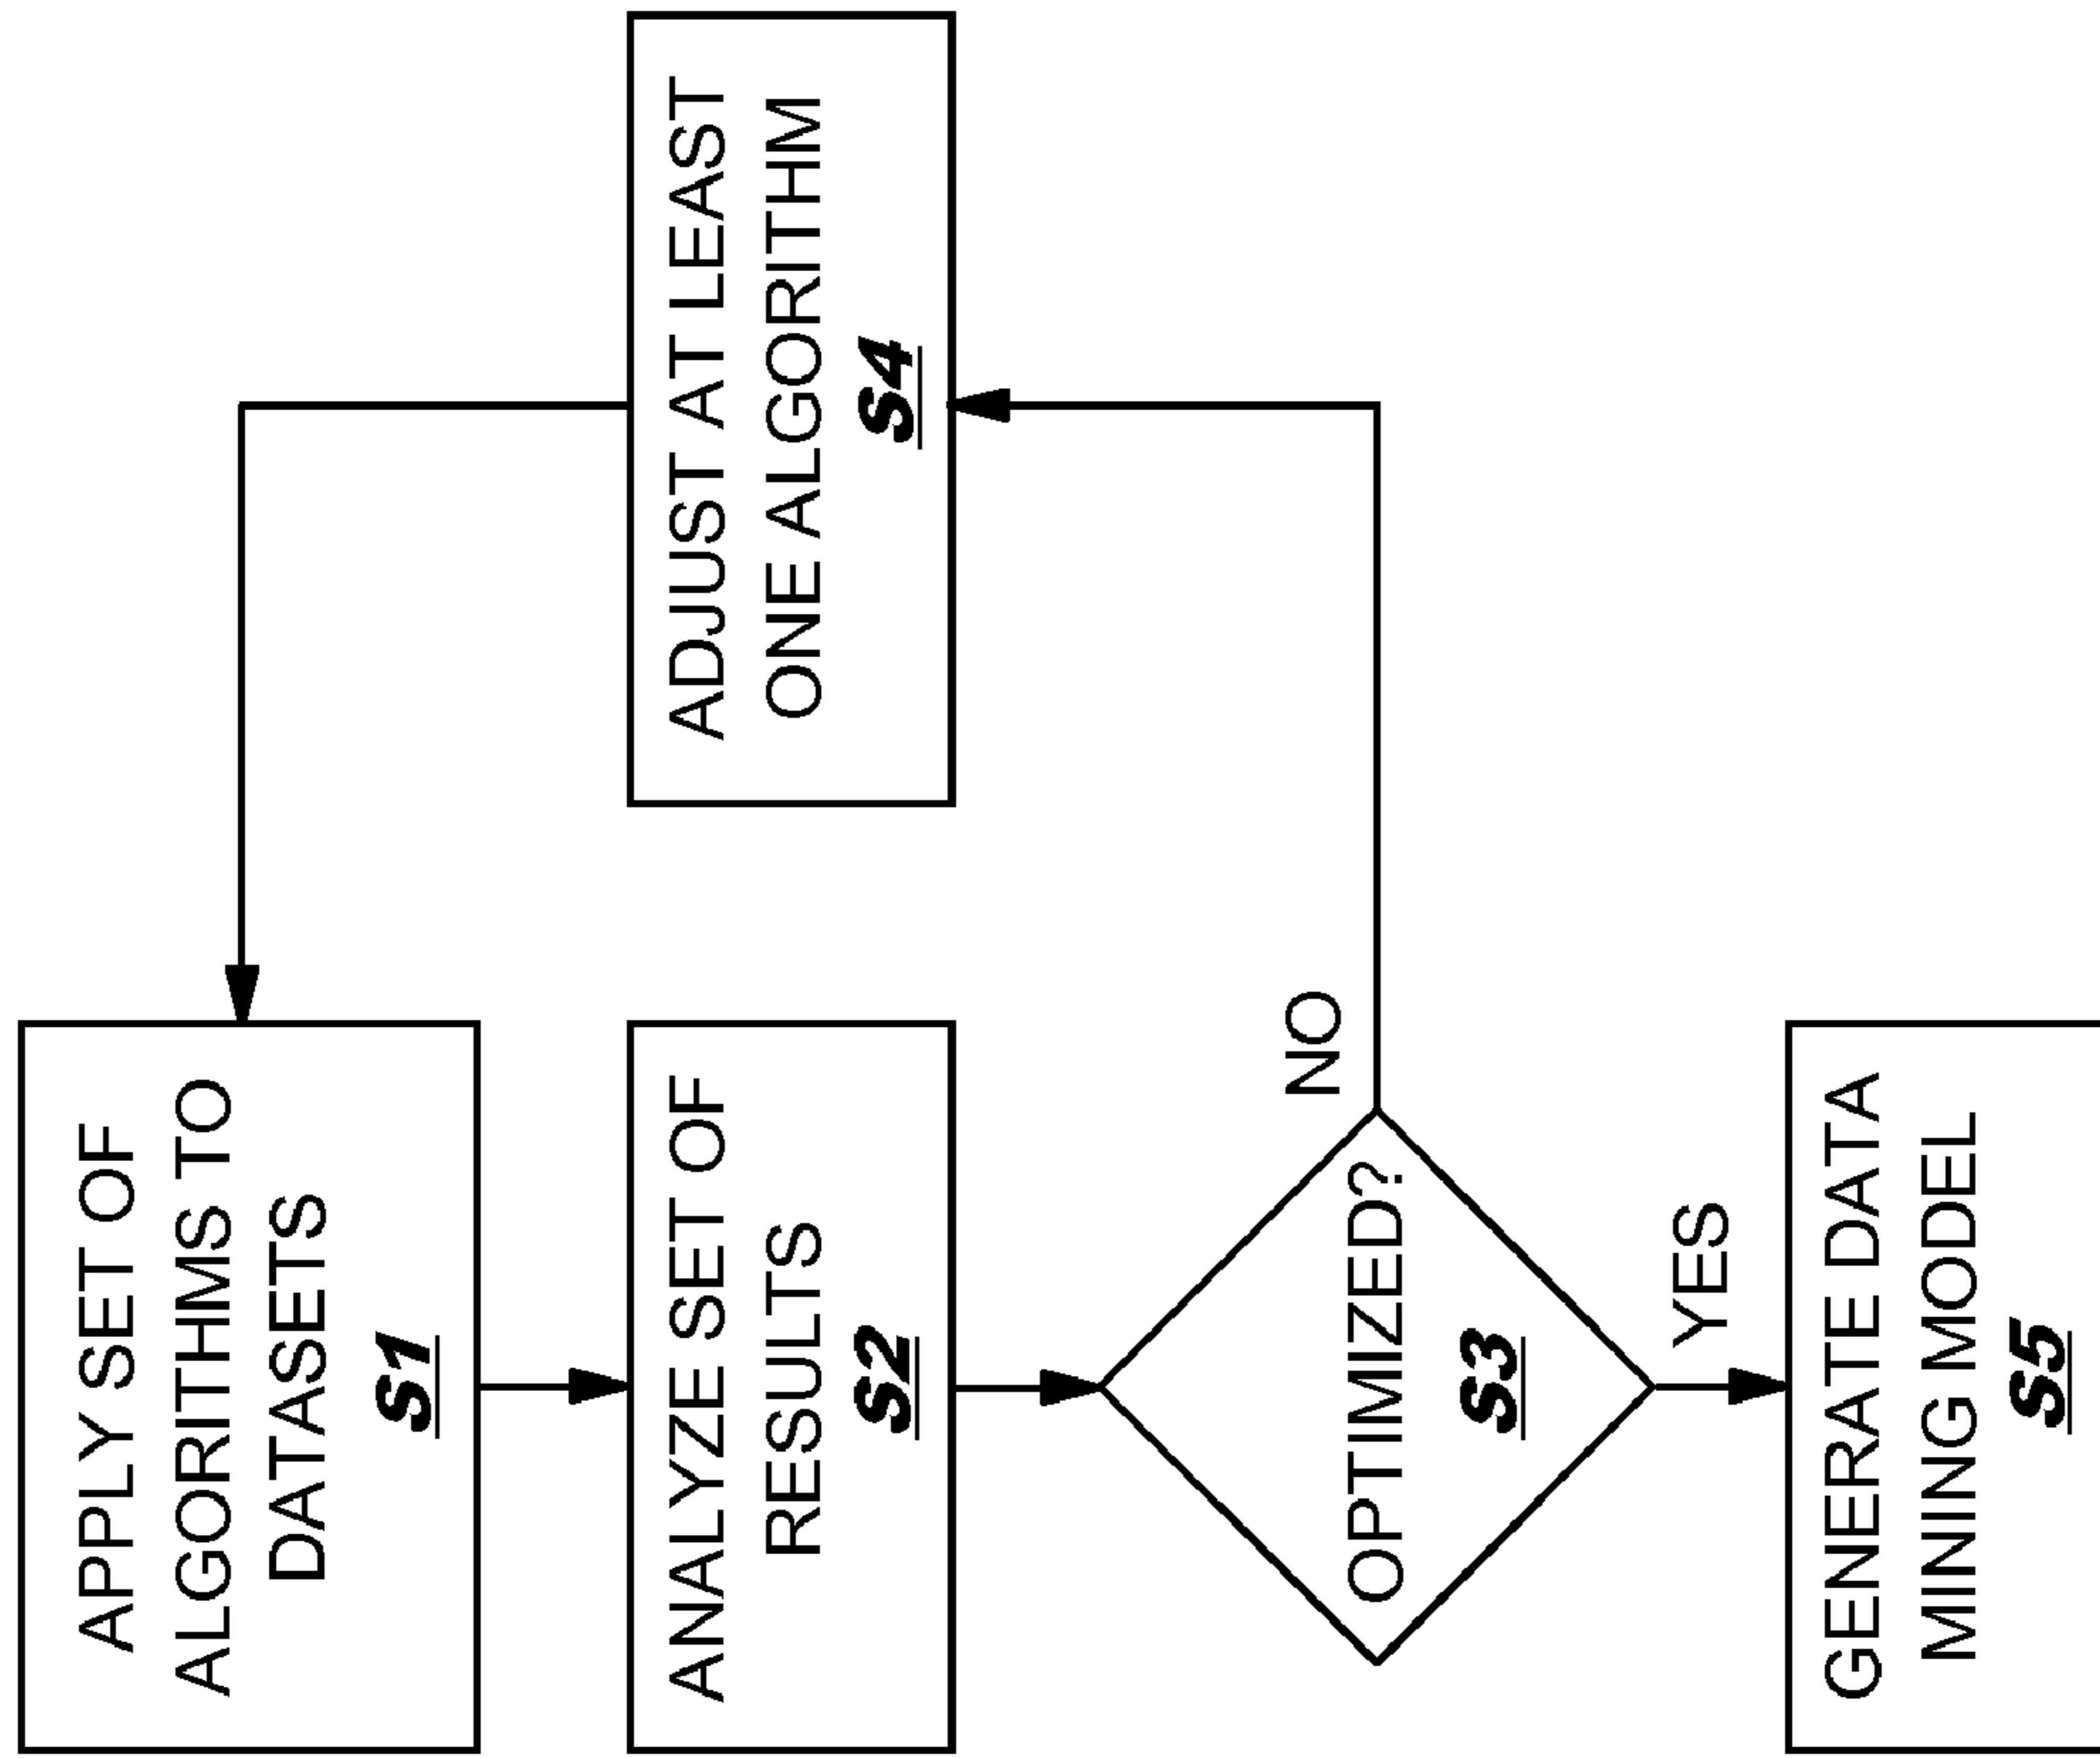 APPLY SET OF
ALGORITHMS TO
DATASETS
S1
ANALYZE SET OF
RESULTS
S2
OPTIMIZED?
S3
NO
ADJUST AT LEAST
ONE ALGORITHM
S4
YES
GENERATE DATA
MINING MODEL
S5